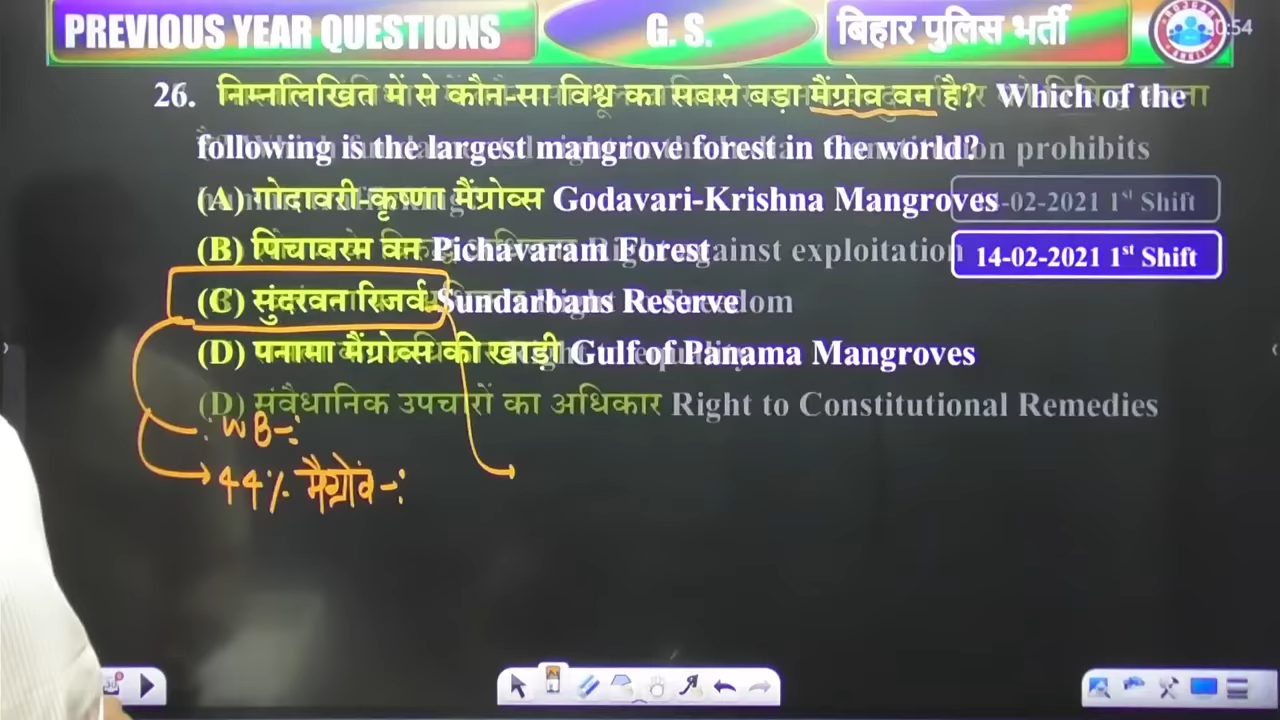 PREVIOUS YEAR QUESTIONS
G. S.
बिहार पुलिस भर्ती
26. निम्नलिखित में से कौन-सा विश्व का सबसे बड़ा मैंग्रोव वन है? Which of the
following is the largest mangrove forest in the world?
prohibits
(A) गोदावरी-कृष्णा मैंग्रोव्स Godavari-Krishna Mangroves
-02-2021 1st Shift
(B) पिचावरम वन Pichavaram Forest
against exploitation
14-02-2021 1st Shift
(C) सुंदरवन रिजर्व Sundarbans Reserve
Freedom
(D) पनामा मैंग्रोव्स की खाड़ी Gulf of Panama Mangroves
(D) संवैधानिक उपचारों का अधिकार Right to Constitutional Remedies
WB-:
44% मैंग्रोव-: